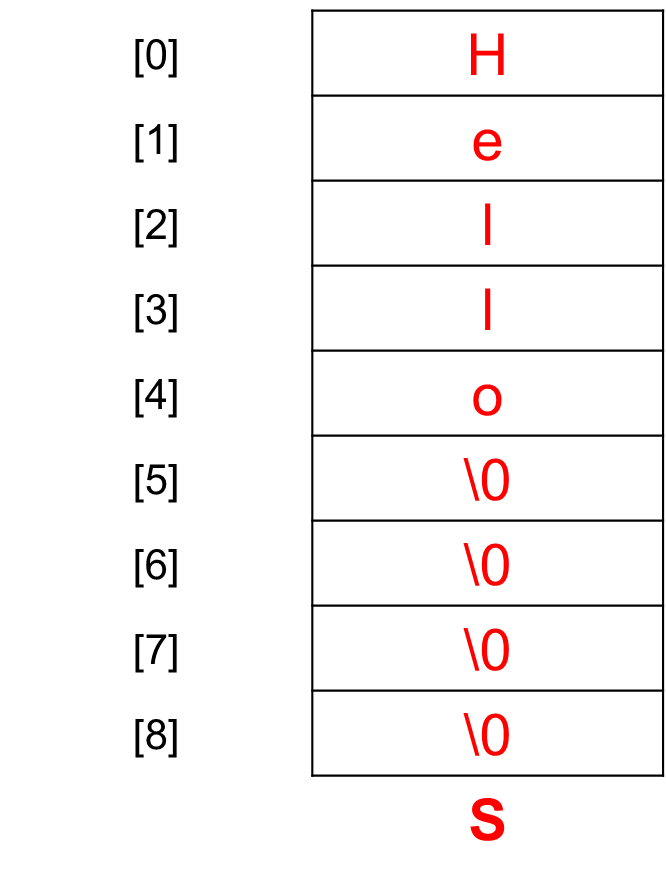 [0] H
[1] e
[2] l
[3] l
[4] o
[5] \0
[6] \0
[7] \0
[8] \0
s